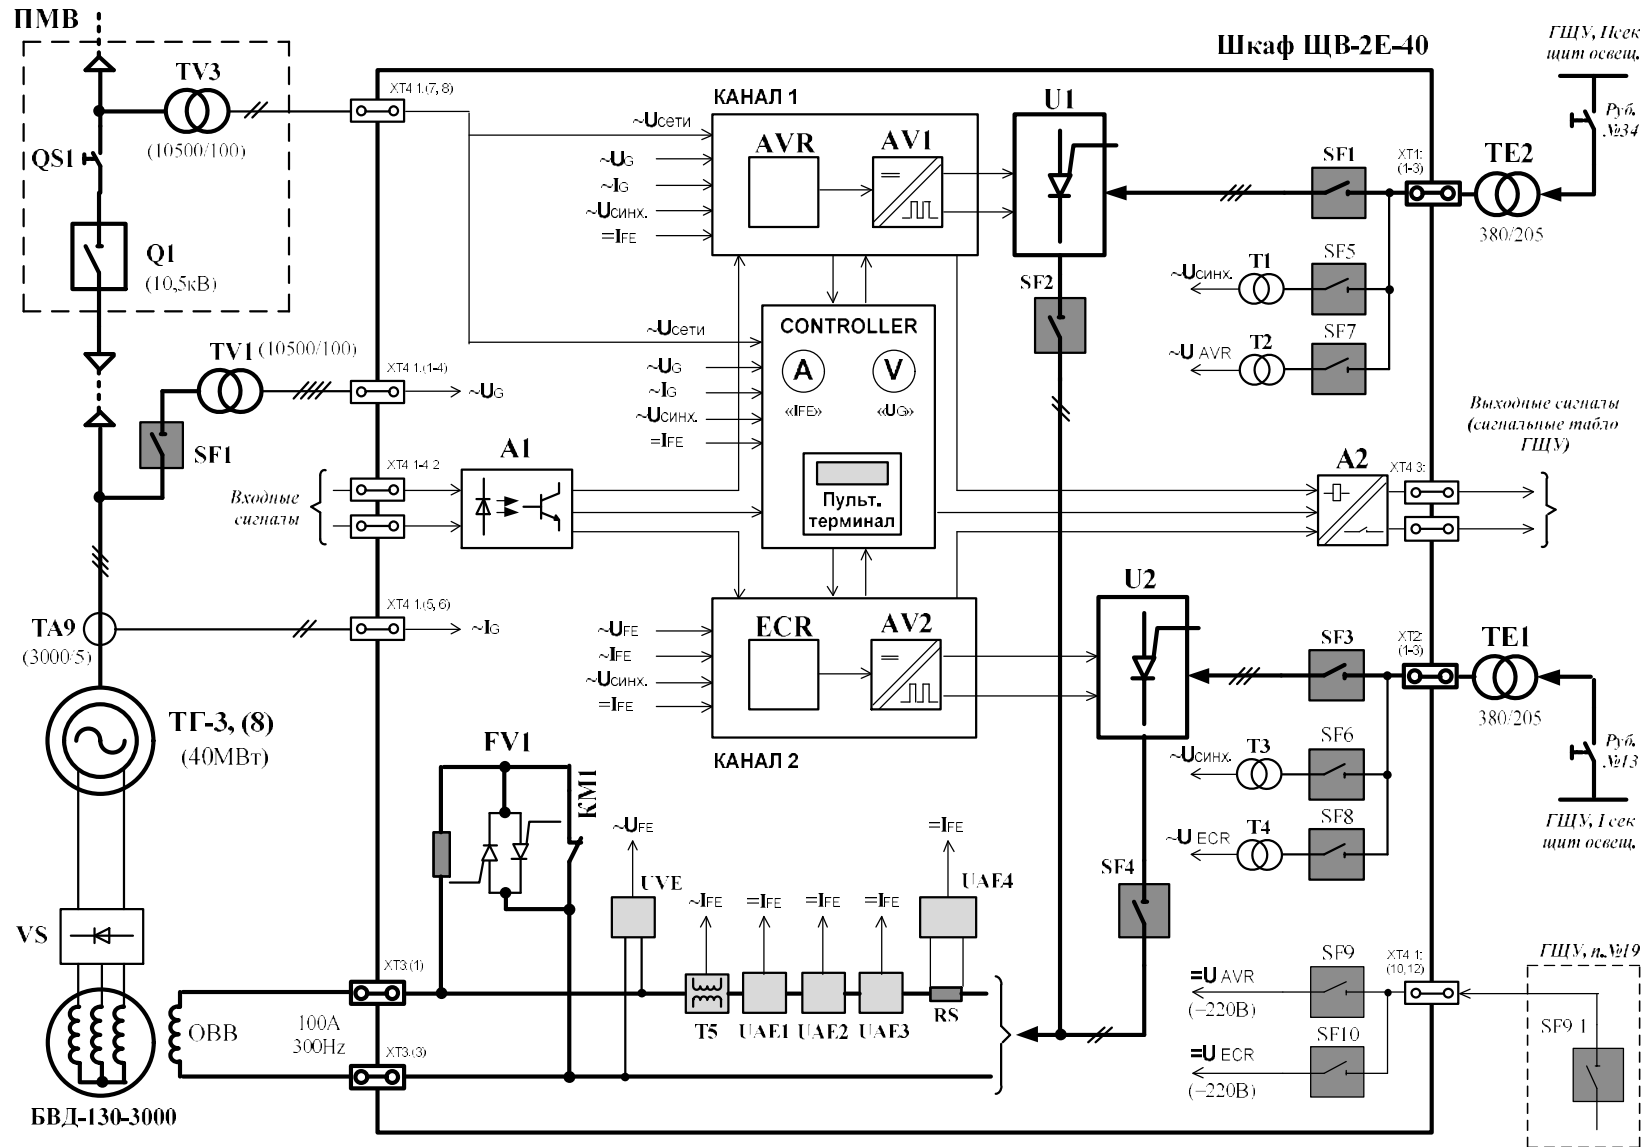 ПМВ
TV3
(10500/100)
QS1
Q1
(10,5кВ)
TV1 (10500/100)
SF1
Входные
сигналы
TA9
(3000/5)
ТГ-3, (8)
(40МВт)
VS
БВД-130-3000
ОВВ
100А
300Hz
Шкаф ЩВ-2Е-40
XT4 1.(7, 8)
XT4 1.(1-4)
~UG
XT4 1-4.2
A1
XT4 1.(5, 6)
~IG
XT3:(1)
XT3.(3)
КАНАЛ 1
AVR
AV1
~Uсети
~UG
~IG
~Uсинх.
=IFE
U1
SF2
CONTROLLER
A
V
«IFE»
«UG»
~Uсети
~UG
~IG
~Uсинх.
=IFE
Пульт.
терминал
ECR
AV2
~UFE
~IFE
~Uсинх.
=IFE
КАНАЛ 2
U2
SF4
FV1
КМ1
~UFE
UVE
~IFE
T5
=IFE
UAE1
=IFE
UAE2
=IFE
UAE3
=IFE
UAE4
RS
SF1
XT1:
(1-3)
TE2
380/205
ГЩУ, IIсек
щит освещ.
Руб.
№34
~Uсинх.
T1
SF5
~U AVR
T2
SF7
A2
XT4 3:
Выходные сигналы
(сигнальные табло
ГЩУ)
SF3
XT2:
(1-3)
TE1
380/205
Руб.
№13
ГЩУ, I сек
щит освещ.
~Uсинх.
T3
SF6
~U ECR
T4
SF8
=U AVR
(~220В)
SF9
XT4 1:
(10,12)
=U ECR
(~220В)
SF10
ГЩУ, п.№19
SF9 1